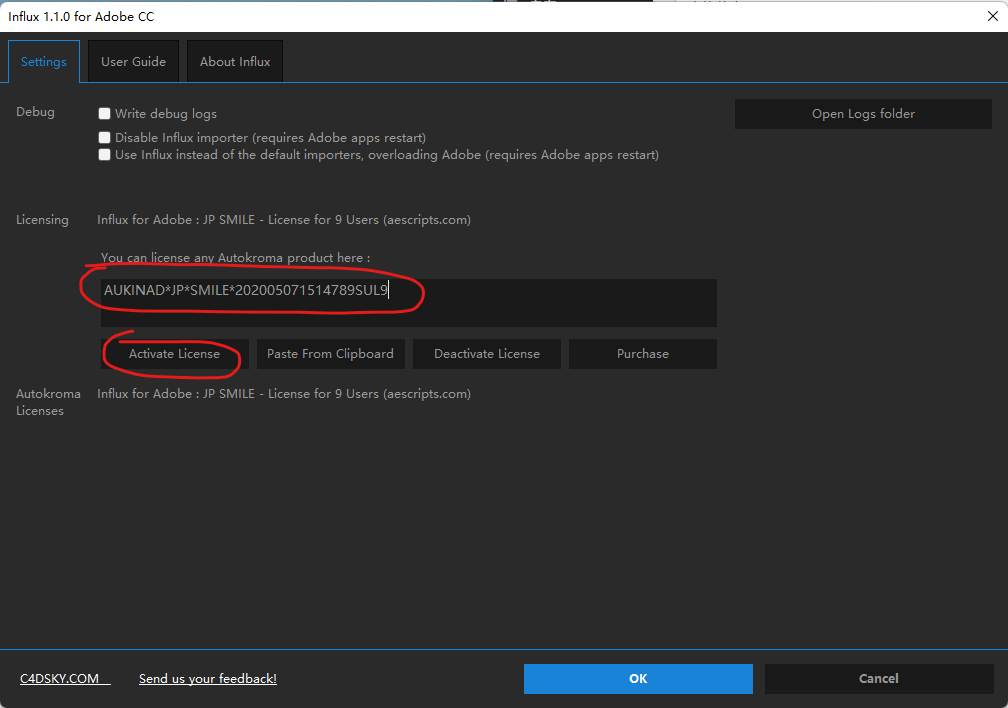 Influx 1.1.0 for Adobe CC
Settings User Guide About Influx
Debug
Write debug logs
Open Logs folder
Disable Influx importer (requires Adobe apps restart)
Use Influx instead of the default importers, overloading Adobe (requires Adobe apps restart)
Licensing
Influx for Adobe : JP SMILE - License for 9 Users (aescripts.com)
You can license any Autokroma product here :
AUKINAD*JP*SMILE*202005071514789SUL9
Activate License Paste From Clipboard Deactivate License Purchase
Autokroma Licenses
Influx for Adobe : JP SMILE - License for 9 Users (aescripts.com)
C4DSKY.COM Send us your feedback! OK Cancel